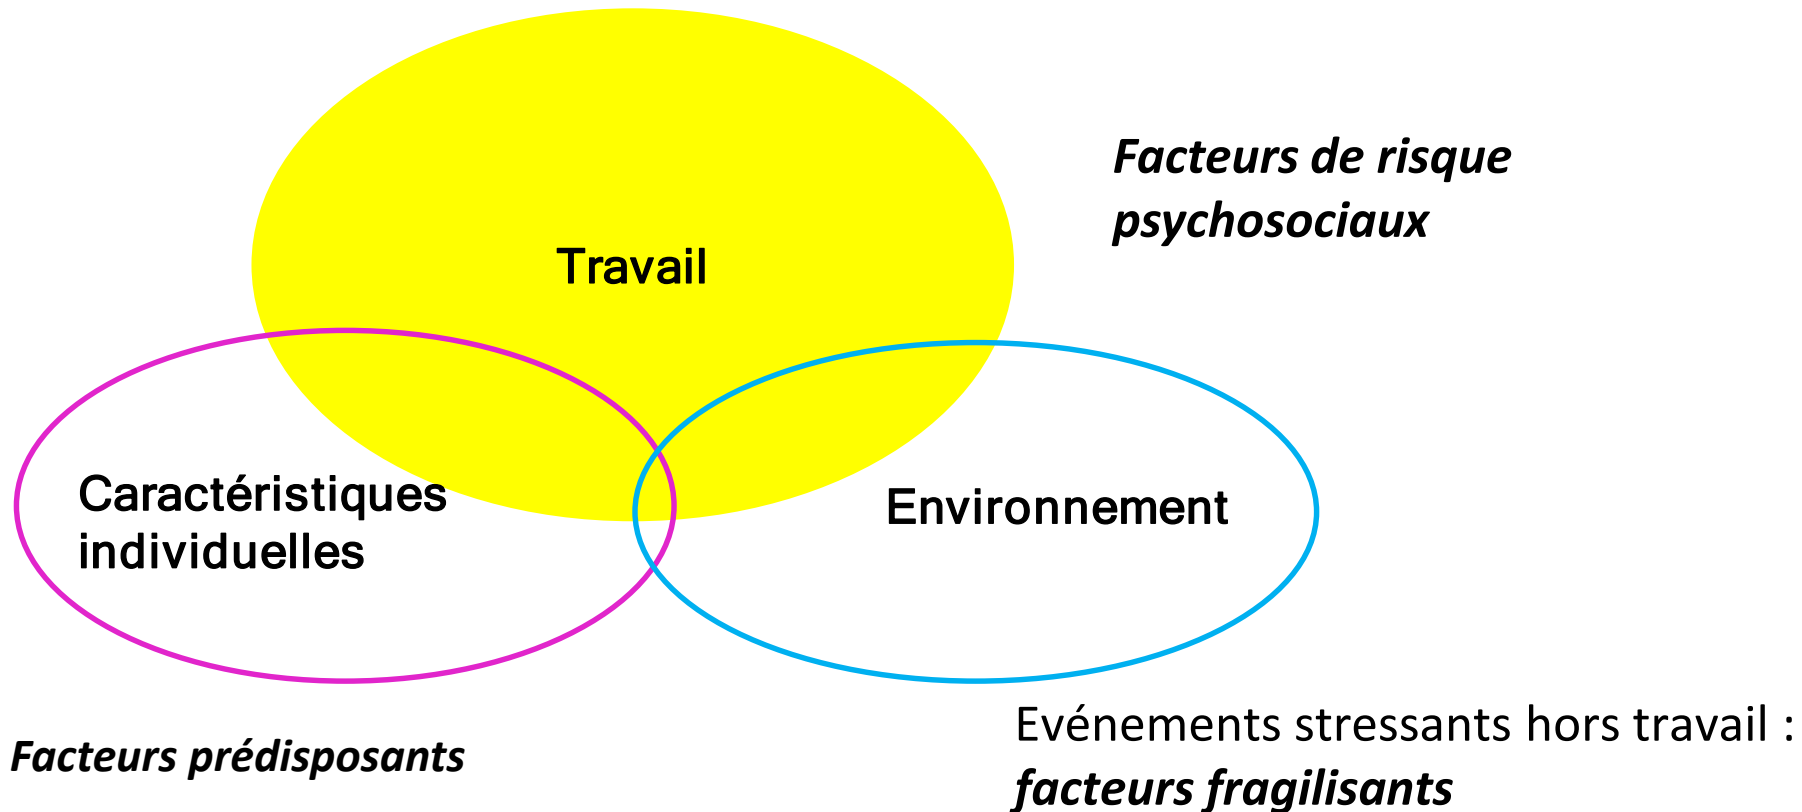 Facteurs de risque
psychosociaux
Travail
Caractéristiques
individuelles
Environnement
Facteurs prédisposants
Evénements stressants hors travail :
facteurs fragilisants